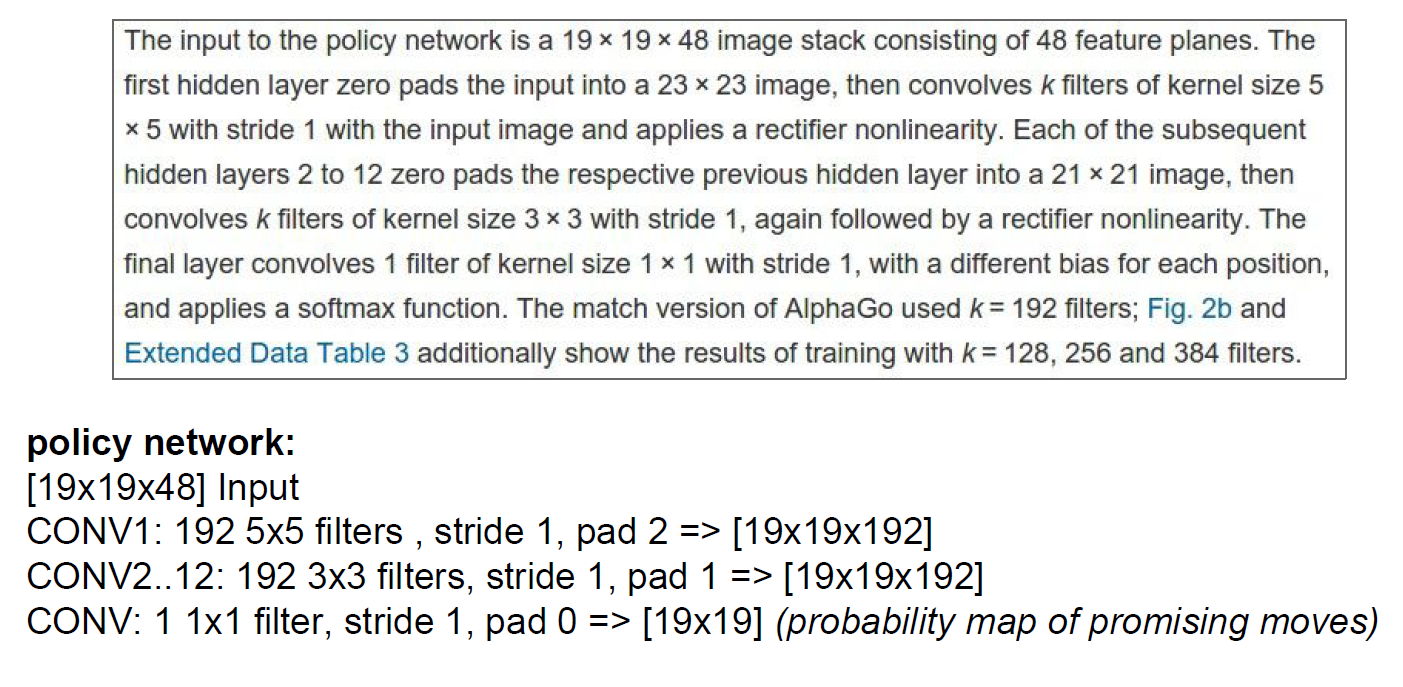 The input to the policy network is a 19 × 19 × 48 image stack consisting of 48 feature planes. The
first hidden layer zero pads the input into a 23 × 23 image, then convolves k filters of kernel size 5
× 5 with stride 1 with the input image and applies a rectifier nonlinearity. Each of the subsequent
hidden layers 2 to 12 zero pads the respective previous hidden layer into a 21 × 21 image, then
convolves k filters of kernel size 3 × 3 with stride 1, again followed by a rectifier nonlinearity. The
final layer convolves 1 filter of kernel size 1 × 1 with stride 1, with a different bias for each position,
and applies a softmax function. The match version of AlphaGo used k = 192 filters; Fig. 2b and
Extended Data Table 3 additionally show the results of training with k = 128, 256 and 384 filters.
policy network:
[19x19x48] Input
CONV1: 192 5x5 filters , stride 1, pad 2 => [19x19x192]
CONV2..12: 192 3x3 filters, stride 1, pad 1 => [19x19x192]
CONV: 1 1x1 filter, stride 1, pad 0 => [19x19] (probability map of promising moves)